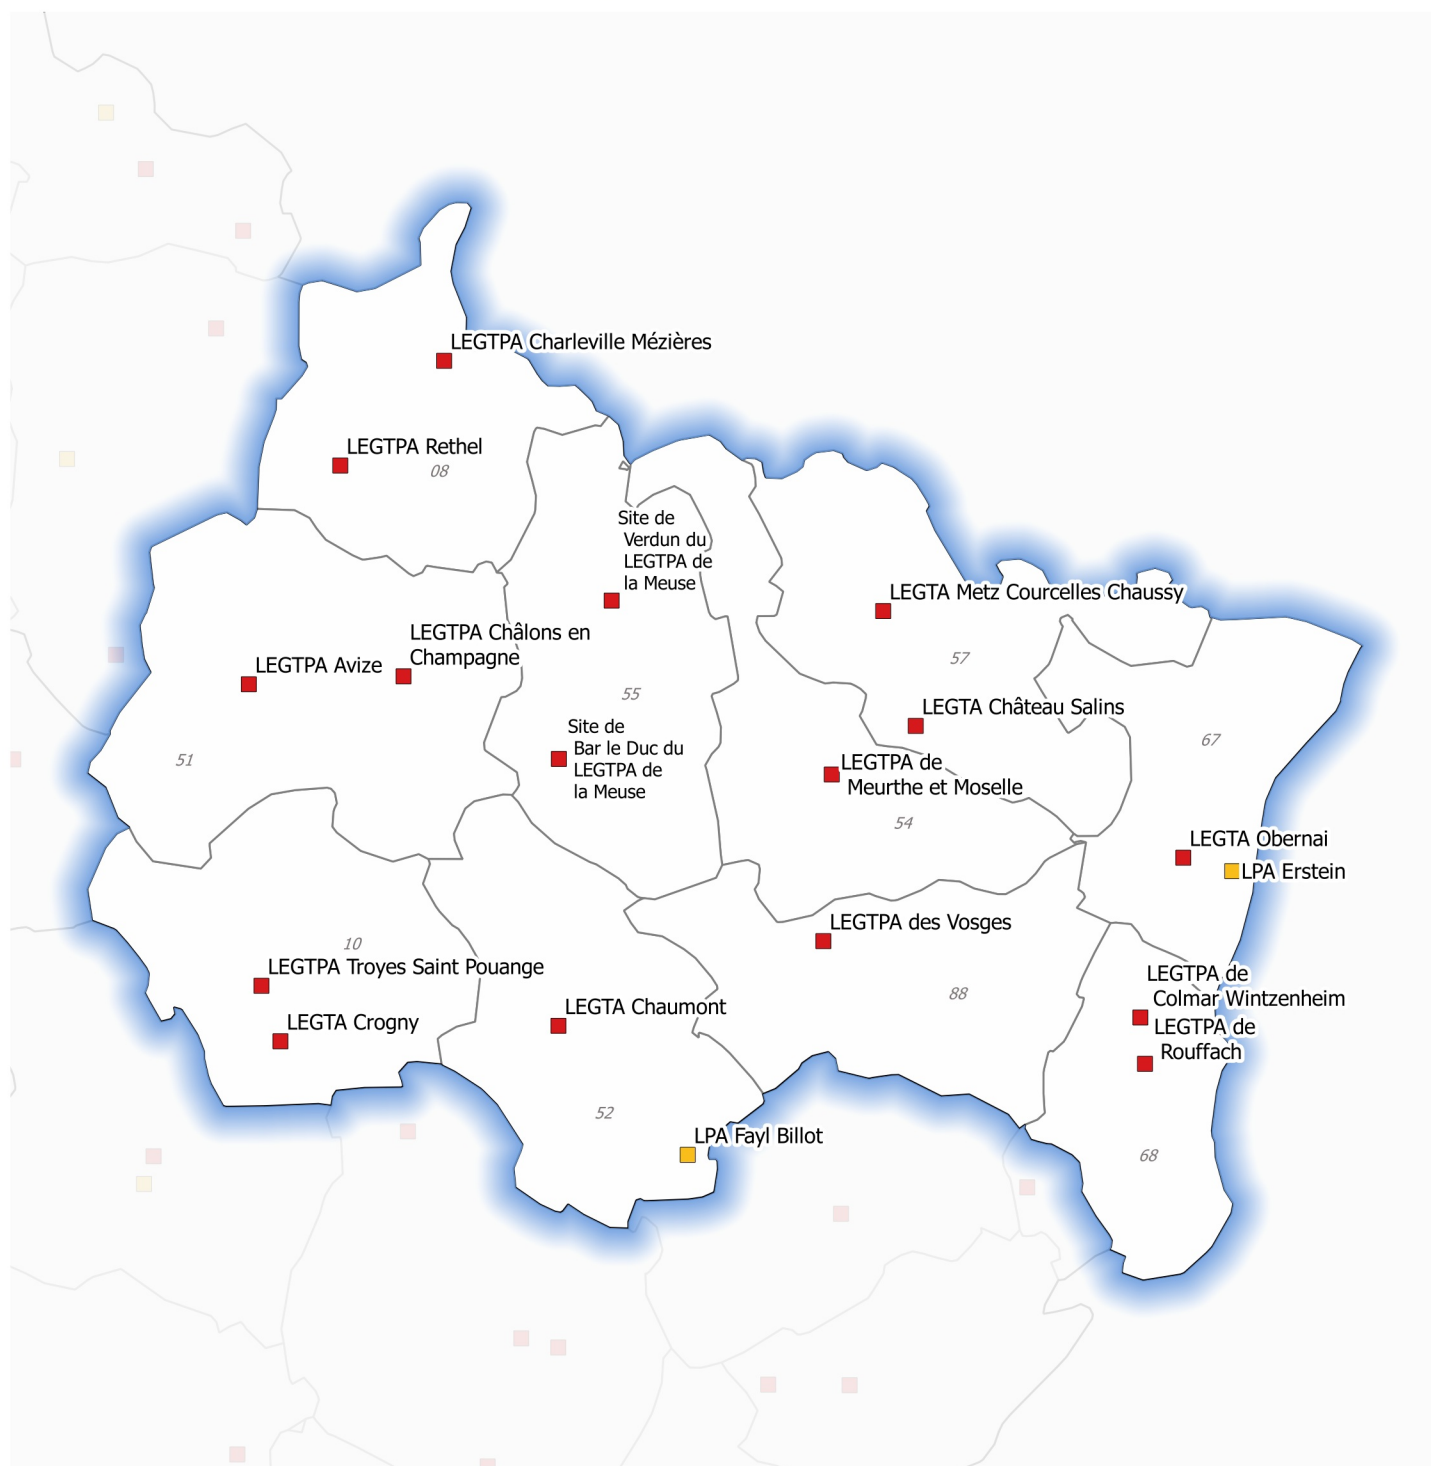 LEGTPA Charleville Mézières
LEGTPA Rethel
08
Site de
Verdun du
LEGTPA de
la Meuse
LEGTA Metz Courcelles Chaussy
LEGTPA Châlons en
Champagne
LEGTPA Avize
57
55
LEGTA Château Salins
Site de
Bar le Duc du
LEGTPA de
la Meuse
67
51
LEGTPA de
Meurthe et Moselle
54
LEGTA Obernai
LPA Erstein
LEGTPA des Vosges
10
LEGTPA Troyes Saint Pouange
LEGTPA de
Colmar Wintzenheim
88
LEGTA Chaumont
LEGTA Crogny
LEGTPA de
Rouffach
52
LPA Fayl Billot
68